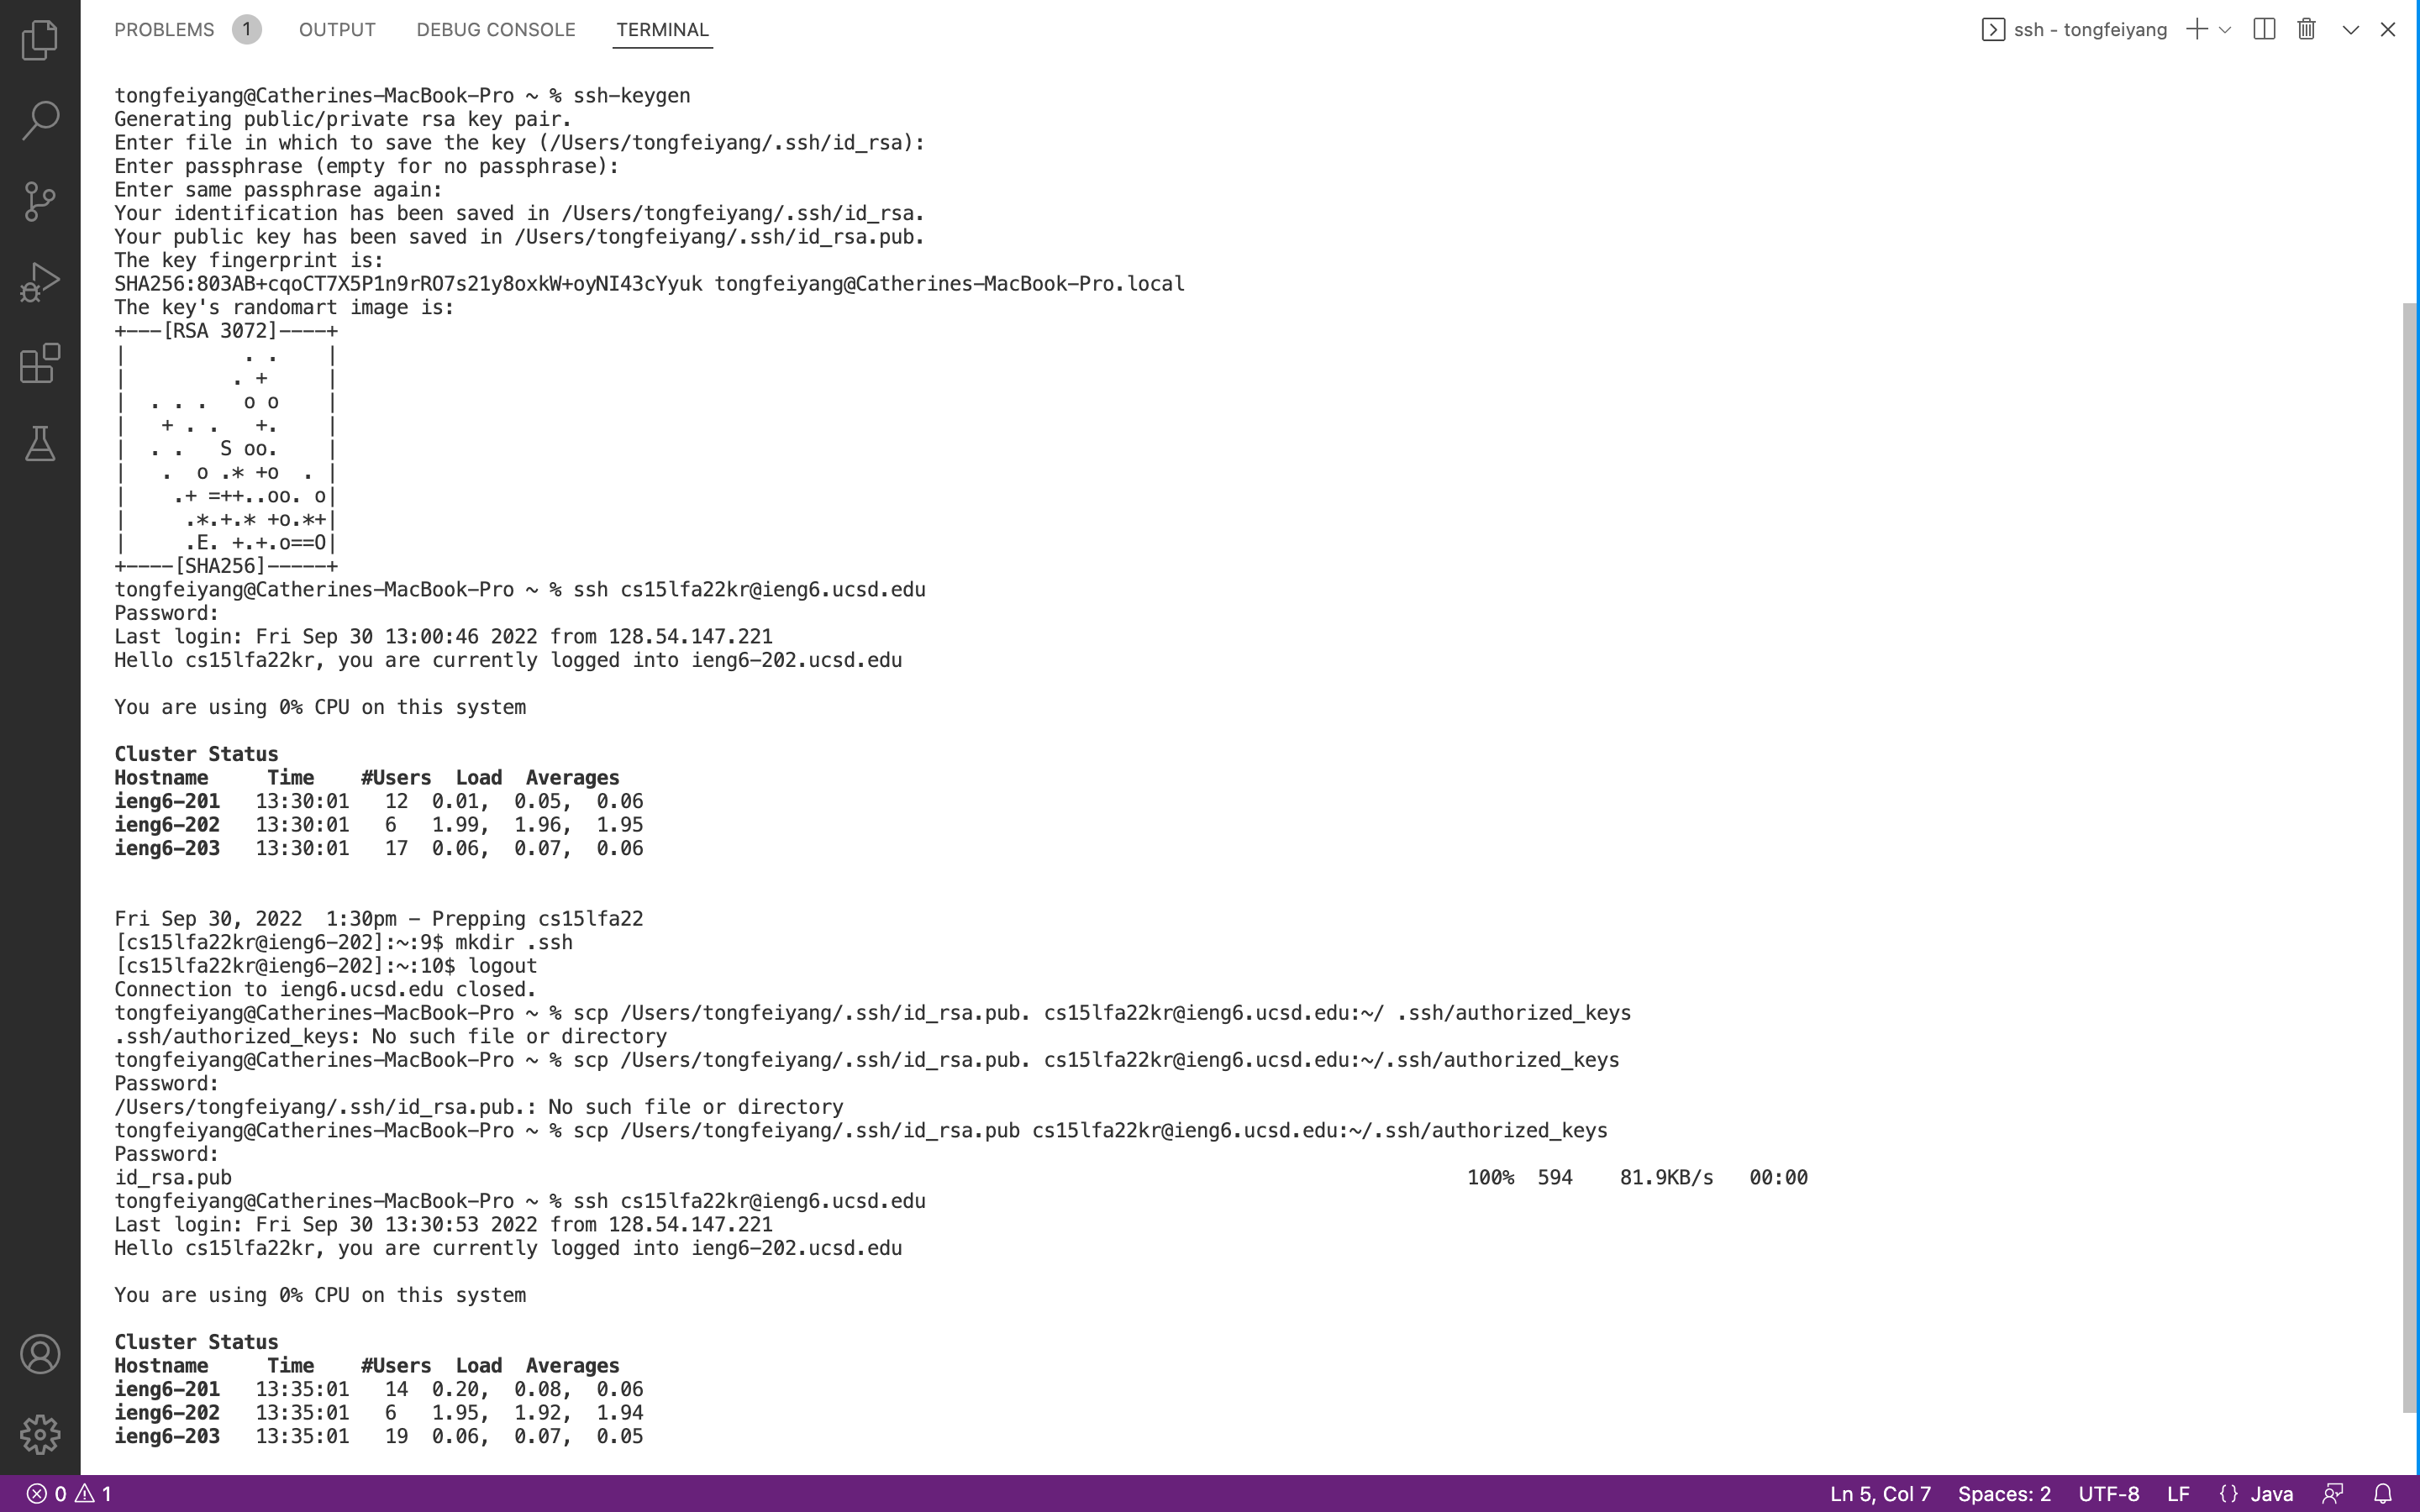 PROBLEMS 1 OUTPUT DEBUG CONSOLE TERMINAL ssh - tongfeiyang
tongfeiyang@Catherines-MacBook-Pro ~ % ssh-keygen
Generating public/private rsa key pair.
Enter file in which to save the key (/Users/tongfeiyang/.ssh/id_rsa):
Enter passphrase (empty for no passphrase):
Enter same passphrase again:
Your identification has been saved in /Users/tongfeiyang/.ssh/id_rsa.
Your public key has been saved in /Users/tongfeiyang/.ssh/id_rsa.pub.
The key fingerprint is:
SHA256:803AB+cqoCT7X5P1n9rRO7s21y8oxkW+oyNI43cYyuk tongfeiyang@Catherines-MacBook-Pro.local
The key's randomart image is:
+---[RSA 3072]----+
|          . .    |
|         . +     |
|  . . .   o o    |
|   + . .   +.    |
|  . .   S oo.    |
|   .  o .* +o  . |
|    .+ =++..oo. o|
|     .*.+.* +o.*+|
|     .E. +.+.o==O|
+----[SHA256]-----+
tongfeiyang@Catherines-MacBook-Pro ~ % ssh cs15lfa22kr@ieng6.ucsd.edu
Password:
Last login: Fri Sep 30 13:00:46 2022 from 128.54.147.221
Hello cs15lfa22kr, you are currently logged into ieng6-202.ucsd.edu
You are using 0% CPU on this system
Cluster Status
Hostname     Time    #Users  Load  Averages
ieng6-201   13:30:01   12  0.01,  0.05,  0.06
ieng6-202   13:30:01   6   1.99,  1.96,  1.95
ieng6-203   13:30:01   17  0.06,  0.07,  0.06
Fri Sep 30, 2022  1:30pm - Prepping cs15lfa22
[cs15lfa22kr@ieng6-202]:~:9$ mkdir .ssh
[cs15lfa22kr@ieng6-202]:~:10$ logout
Connection to ieng6.ucsd.edu closed.
tongfeiyang@Catherines-MacBook-Pro ~ % scp /Users/tongfeiyang/.ssh/id_rsa.pub. cs15lfa22kr@ieng6.ucsd.edu:~/ .ssh/authorized_keys
.ssh/authorized_keys: No such file or directory
tongfeiyang@Catherines-MacBook-Pro ~ % scp /Users/tongfeiyang/.ssh/id_rsa.pub. cs15lfa22kr@ieng6.ucsd.edu:~/.ssh/authorized_keys
Password:
/Users/tongfeiyang/.ssh/id_rsa.pub.: No such file or directory
tongfeiyang@Catherines-MacBook-Pro ~ % scp /Users/tongfeiyang/.ssh/id_rsa.pub cs15lfa22kr@ieng6.ucsd.edu:~/.ssh/authorized_keys
Password:
id_rsa.pub 100%  594    81.9KB/s   00:00
tongfeiyang@Catherines-MacBook-Pro ~ % ssh cs15lfa22kr@ieng6.ucsd.edu
Last login: Fri Sep 30 13:30:53 2022 from 128.54.147.221
Hello cs15lfa22kr, you are currently logged into ieng6-202.ucsd.edu
You are using 0% CPU on this system
Cluster Status
Hostname     Time    #Users  Load  Averages
ieng6-201   13:35:01   14  0.20,  0.08,  0.06
ieng6-202   13:35:01   6   1.95,  1.92,  1.94
ieng6-203   13:35:01   19  0.06,  0.07,  0.05
0 1 Ln 5, Col 7 Spaces: 2 UTF-8 LF {} Java